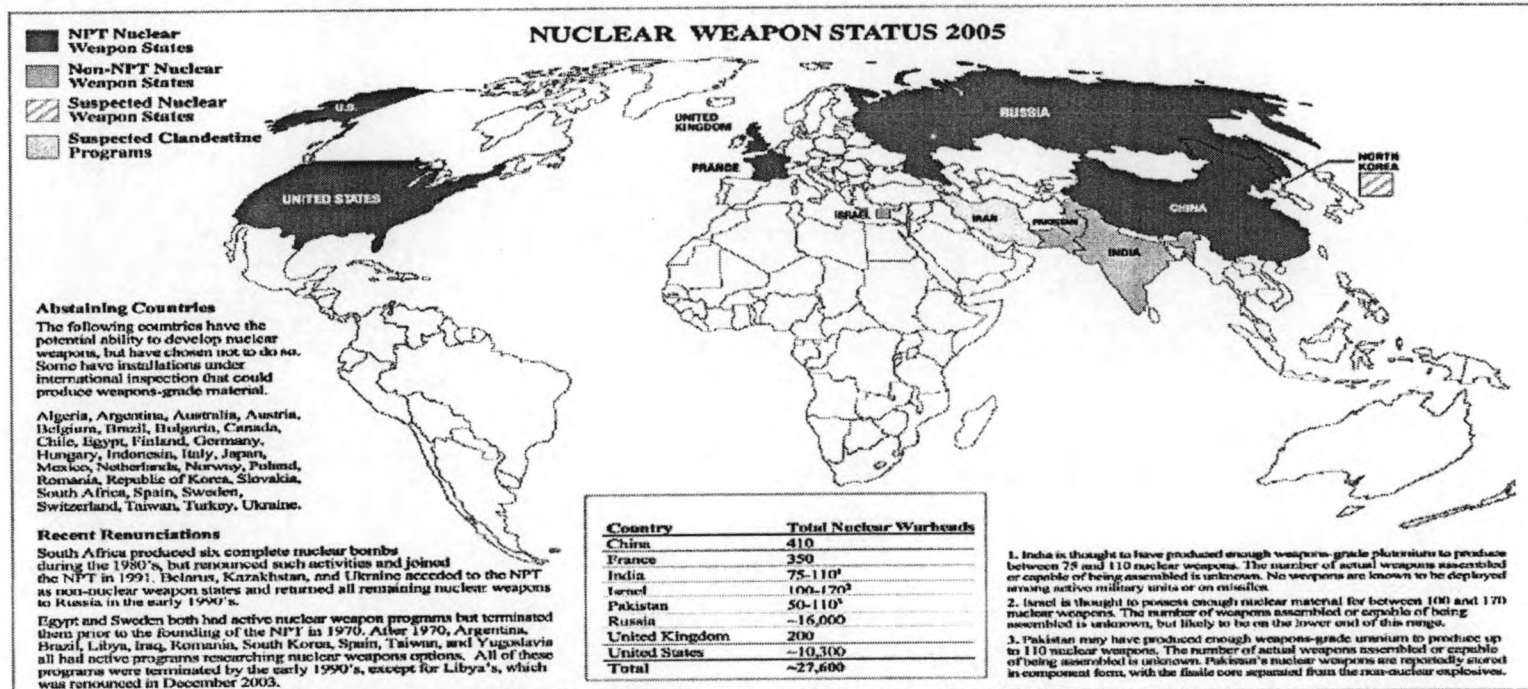 NUCLEAR WEAPON STATUS 2005
NPT Nuclear
Weapon States
Non-NPT Nuclear
Weapon States
Suspected Nuclear
Weapon States
Suspected Clandestine
Programs
U.S.
UNITED STATES
UNITED
KINGDOM
FRANCE
RUSSIA
NORTH
KOREA
CHINA
ISRAEL
IRAN
PAKISTAN
INDIA
Abstaining Countries
The following countries have the
potential ability to develop nuclear
weapons, but have chosen not to do so.
Some have installations under
international inspection that could
produce weapons-grade material.
Algeria, Argentina, Australia, Austria,
Belgium, Brazil, Bulgaria, Canada,
Chile, Egypt, Finland, Germany,
Hungary, Indonesia, Italy, Japan,
Mexico, Netherlands, Norway, Poland,
Romania, Republic of Korea, Slovakia,
South Africa, Spain, Sweden,
Switzerland, Taiwan, Turkey, Ukraine.
Recent Renunciations
South Africa produced six complete nuclear bombs
during the 1980's, but renounced such activities and joined
the NPT in 1991. Belarus, Kazakhstan, and Ukraine acceded to the NPT
as non-nuclear weapon states and returned all remaining nuclear weapons
to Russia in the early 1990's.
Egypt and Sweden both had active nuclear weapon programs but terminated
them prior to the founding of the NPT in 1970. After 1970, Argentina,
Brazil, Libya, Iraq, Romania, South Korea, Spain, Taiwan, and Yugoslavia
all had active programs researching nuclear weapons options. All of these
programs were terminated by the early 1990's, except for Libya's, which
was renounced in December 2003.
Country Total Nuclear Warheads
China 410
France 350
India 75-110¹
Israel 100-170²
Pakistan 50-110³
Russia ~16,000
United Kingdom 200
United States ~10,300
Total ~27,600
1. India is thought to have produced enough weapons-grade plutonium to produce
between 75 and 110 nuclear weapons. The number of actual weapons assembled
or capable of being assembled is unknown. No weapons are known to be deployed
among active military units or on missiles.
2. Israel is thought to possess enough nuclear material for between 100 and 170
nuclear weapons. The number of weapons assembled or capable of being
assembled is unknown, but likely to be on the lower end of this range.
3. Pakistan may have produced enough weapons-grade uranium to produce up
to 110 nuclear weapons. The number of actual weapons assembled or capable
of being assembled is unknown. Pakistan's nuclear weapons are reportedly stored
in component form, with the fissile core separated from the non-nuclear explosives.